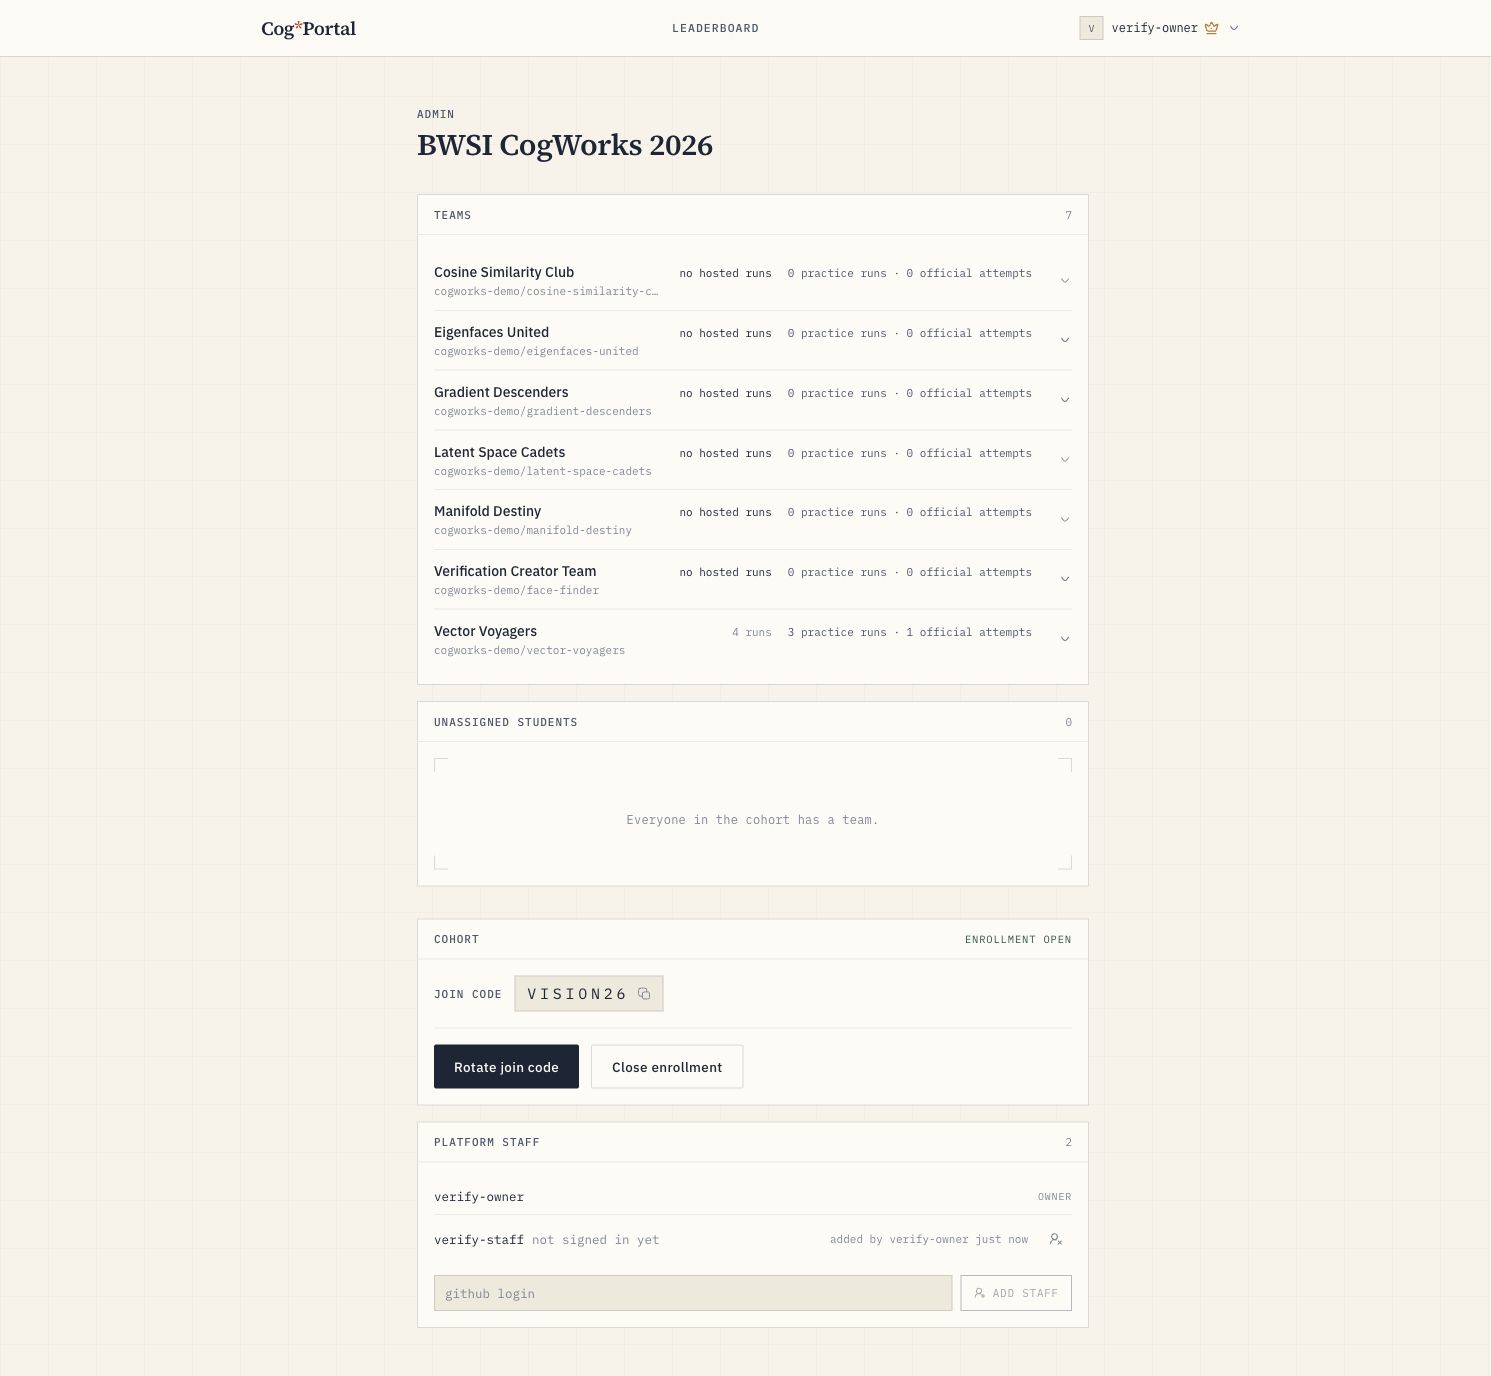 Cog*Portal
LEADERBOARD
V verify-owner
ADMIN
BWSI CogWorks 2026
TEAMS 7
Cosine Similarity Club no hosted runs 0 practice runs · 0 official attempts
cogworks-demo/cosine-similarity-c…
Eigenfaces United no hosted runs 0 practice runs · 0 official attempts
cogworks-demo/eigenfaces-united
Gradient Descenders no hosted runs 0 practice runs · 0 official attempts
cogworks-demo/gradient-descenders
Latent Space Cadets no hosted runs 0 practice runs · 0 official attempts
cogworks-demo/latent-space-cadets
Manifold Destiny no hosted runs 0 practice runs · 0 official attempts
cogworks-demo/manifold-destiny
Verification Creator Team no hosted runs 0 practice runs · 0 official attempts
cogworks-demo/face-finder
Vector Voyagers 4 runs 3 practice runs · 1 official attempts
cogworks-demo/vector-voyagers
UNASSIGNED STUDENTS 0
Everyone in the cohort has a team.
COHORT ENROLLMENT OPEN
JOIN CODE VISION26
Rotate join code Close enrollment
PLATFORM STAFF 2
verify-owner OWNER
verify-staff not signed in yet added by verify-owner just now
github login ADD STAFF